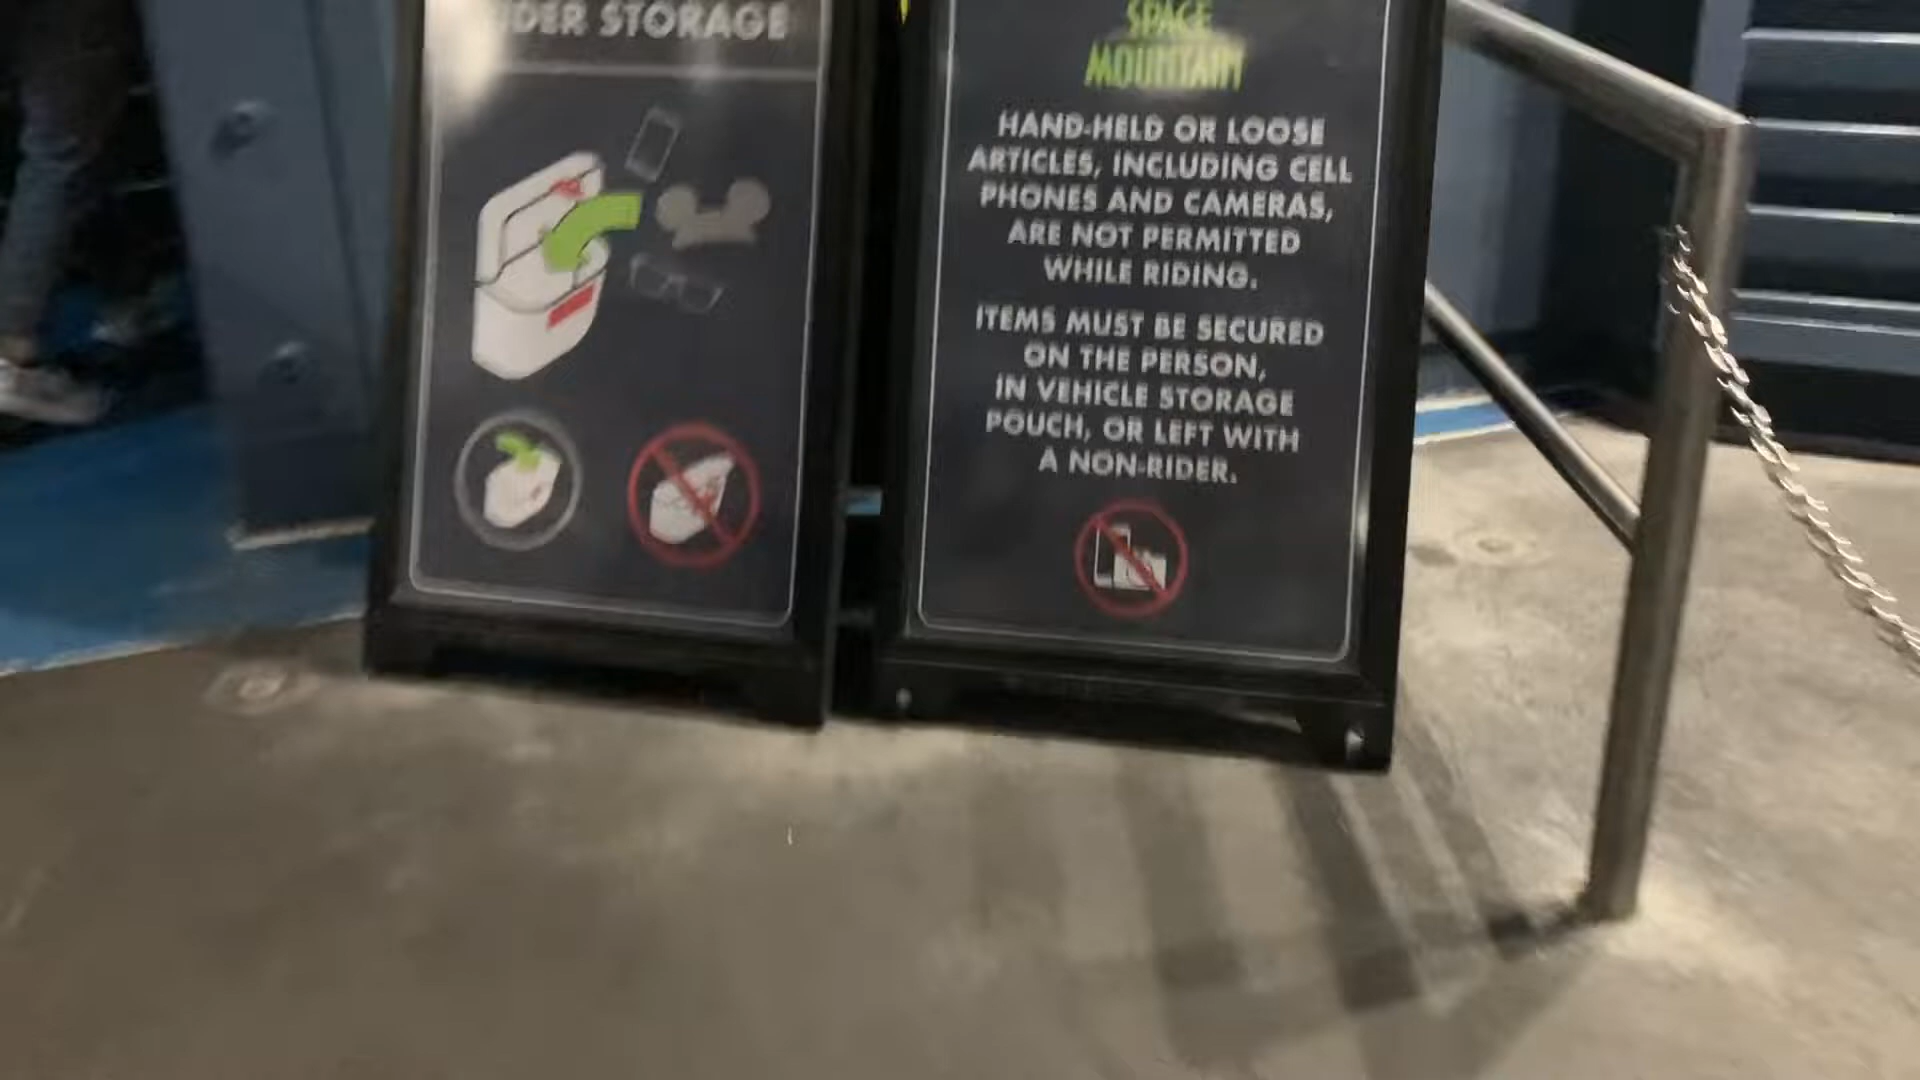 STORAGE
SPACE
MOUNTAIN
HAND-HELD OR LOOSE
ARTICLES, INCLUDING CELL
PHONES AND CAMERAS,
ARE NOT PERMITTED
WHILE RIDING.
ITEMS MUST BE SECURED
ON THE PERSON,
IN VEHICLE STORAGE
POUCH, OR LEFT WITH
A NON-RIDER.